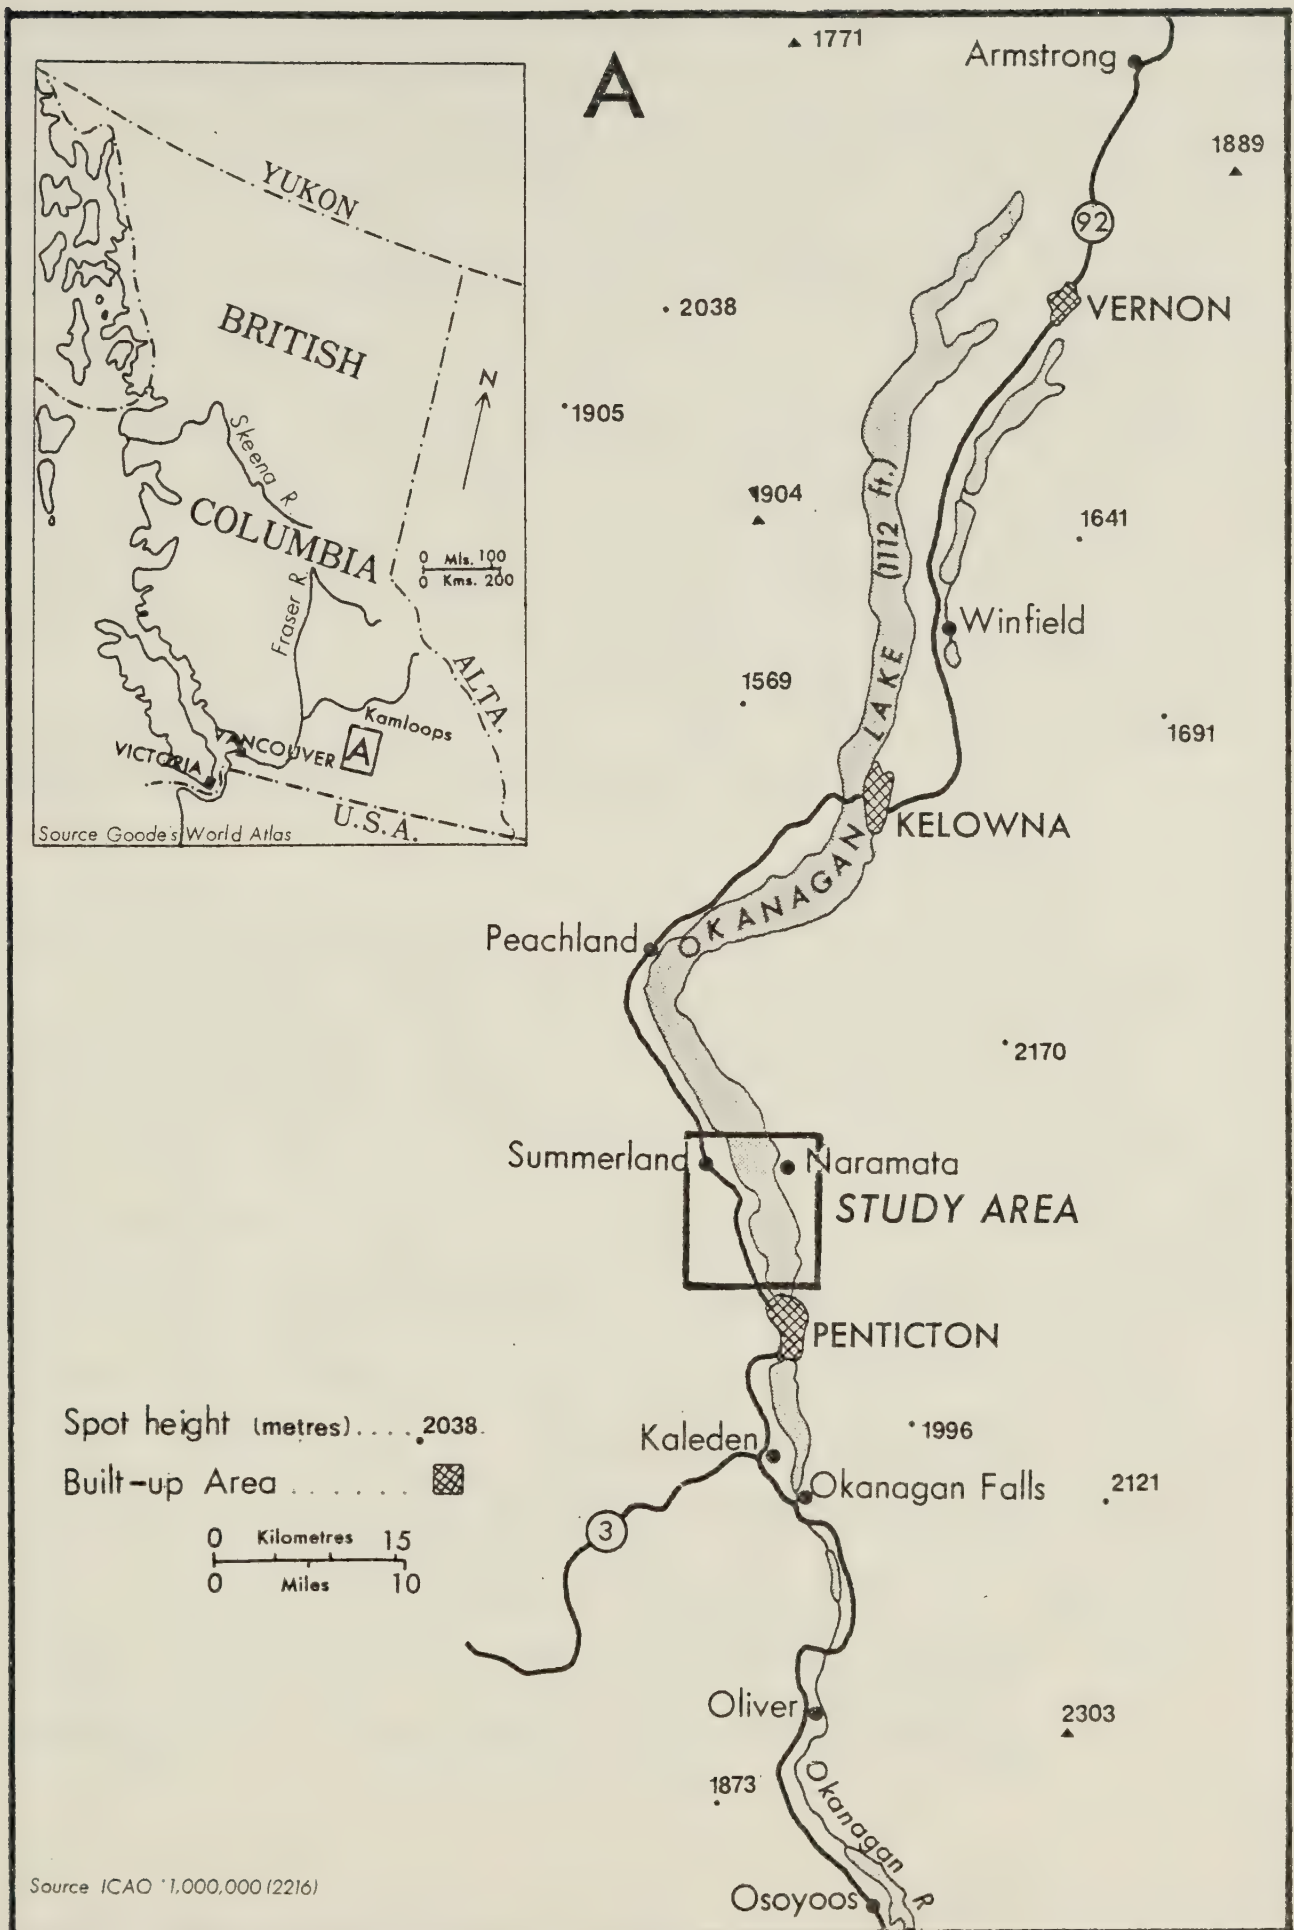 A
1771
Armstrong
1889
92
VERNON
2038
1905
1904
1641
Winfield
1569
1691
LAKE (1112 ft.)
KELOWNA
OKANAGAN
Peachland
2170
Summerland
Naramata
STUDY AREA
PENTICTON
Kaleden
1996
Okanagan Falls
2121
3
Oliver
2303
1873
Okanagan R
Osoyoos
YUKON
BRITISH
N
Skeena R.
COLUMBIA
0 Mls. 100
0 Kms. 200
Fraser R.
ALTA.
Kamloops
VANCOUVER
A
VICTORIA
U.S.A.
Source Goode's World Atlas
Spot height (metres).... .2038
Built-up Area ......
0 Kilometres 15
0 Miles 10
Source ICAO 1,000,000 (2216)